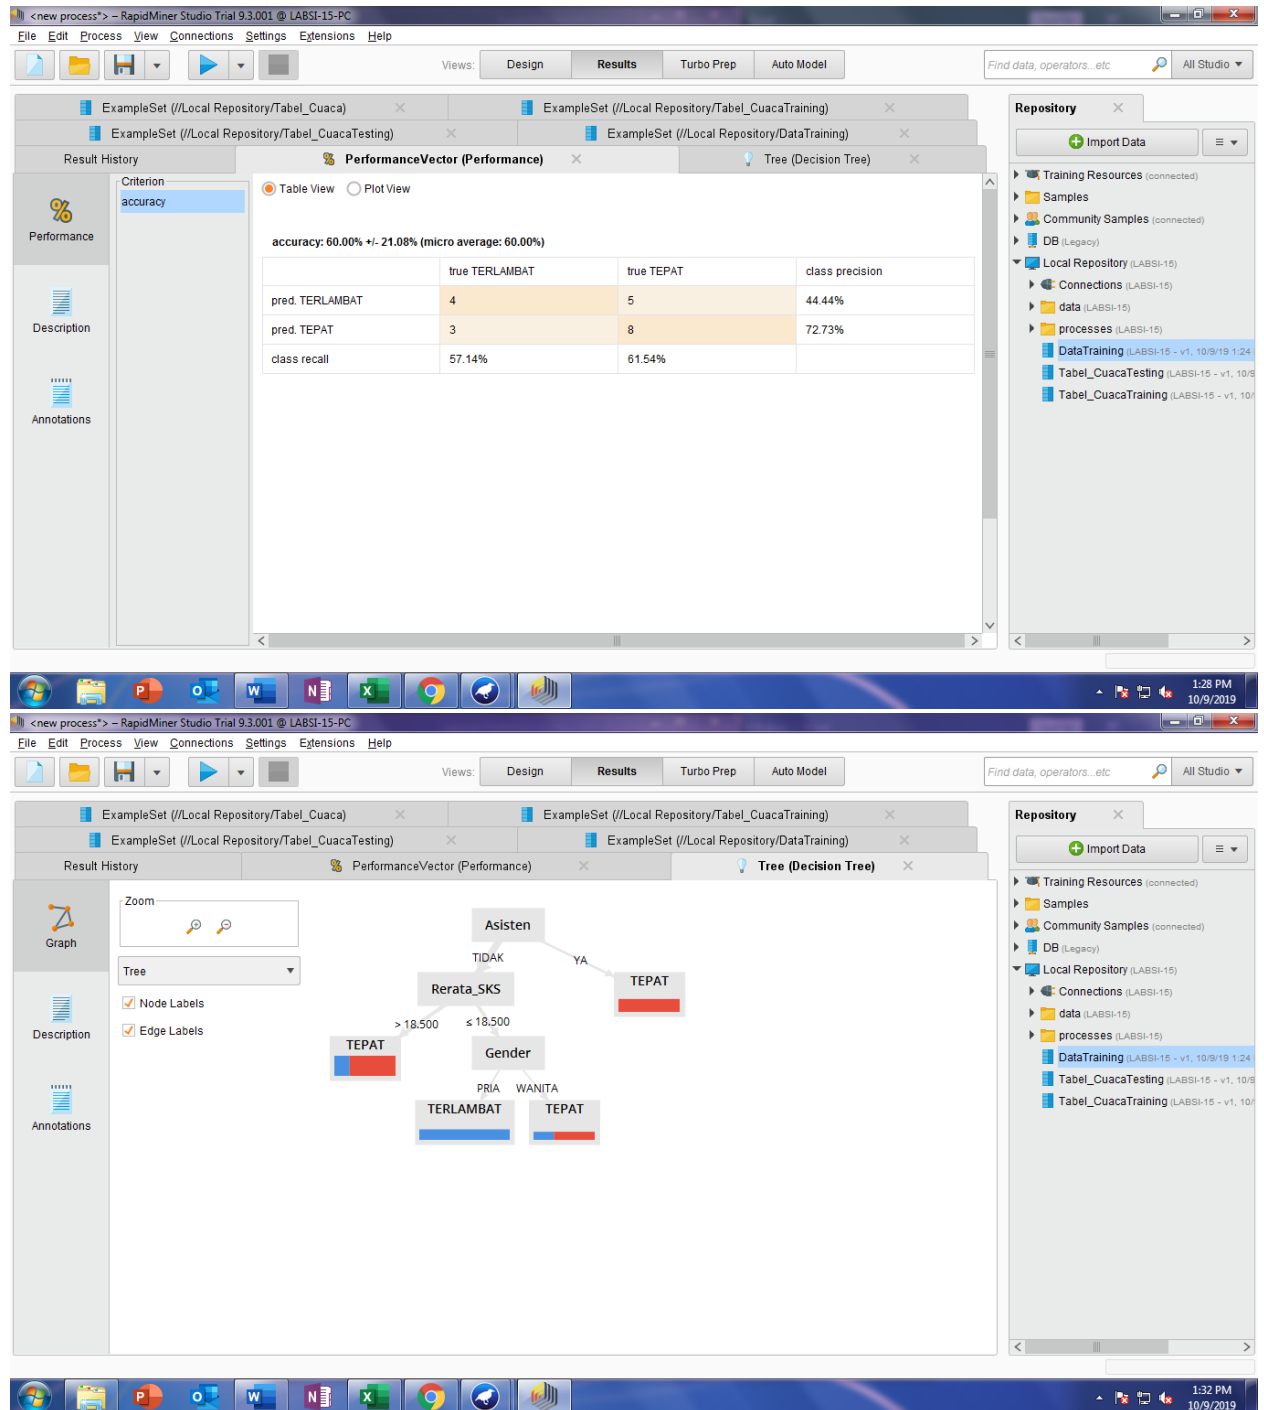 <new process*> – RapidMiner Studio Trial 9.3.001 @ LABSI-15-PC
File Edit Process View Connections Settings Extensions Help
Views: Design Results Turbo Prep Auto Model
Find data, operators...etc
All Studio
ExampleSet (//Local Repository/Tabel_Cuaca)
ExampleSet (//Local Repository/Tabel_CuacaTraining)
ExampleSet (//Local Repository/Tabel_CuacaTesting)
ExampleSet (//Local Repository/DataTraining)
Result History
PerformanceVector (Performance)
Tree (Decision Tree)
Performance
Description
Annotations
Criterion
accuracy
Table View Plot View
accuracy: 60.00% +/- 21.08% (micro average: 60.00%)
true TERLAMBAT true TEPAT class precision
pred. TERLAMBAT 4 5 44.44%
pred. TEPAT 3 8 72.73%
class recall 57.14% 61.54%
Repository
Import Data
Training Resources (connected)
Samples
Community Samples (connected)
DB (Legacy)
Local Repository (LABSI-15)
Connections (LABSI-15)
data (LABSI-15)
processes (LABSI-15)
DataTraining (LABSI-15 - v1, 10/9/19 1:24
Tabel_CuacaTesting (LABSI-15 - v1, 10/9
Tabel_CuacaTraining (LABSI-15 - v1, 10/
1:28 PM
10/9/2019
<new process*> – RapidMiner Studio Trial 9.3.001 @ LABSI-15-PC
File Edit Process View Connections Settings Extensions Help
Views: Design Results Turbo Prep Auto Model
Find data, operators...etc
All Studio
ExampleSet (//Local Repository/Tabel_Cuaca)
ExampleSet (//Local Repository/Tabel_CuacaTraining)
ExampleSet (//Local Repository/Tabel_CuacaTesting)
ExampleSet (//Local Repository/DataTraining)
Result History
PerformanceVector (Performance)
Tree (Decision Tree)
Graph
Description
Annotations
Zoom
Tree
Node Labels
Edge Labels
Asisten
TIDAK YA
Rerata_SKS
TEPAT
> 18.500 ≤ 18.500
TEPAT
Gender
PRIA WANITA
TERLAMBAT TEPAT
Repository
Import Data
Training Resources (connected)
Samples
Community Samples (connected)
DB (Legacy)
Local Repository (LABSI-15)
Connections (LABSI-15)
data (LABSI-15)
processes (LABSI-15)
DataTraining (LABSI-15 - v1, 10/9/19 1:24
Tabel_CuacaTesting (LABSI-15 - v1, 10/9
Tabel_CuacaTraining (LABSI-15 - v1, 10/
1:32 PM
10/9/2019